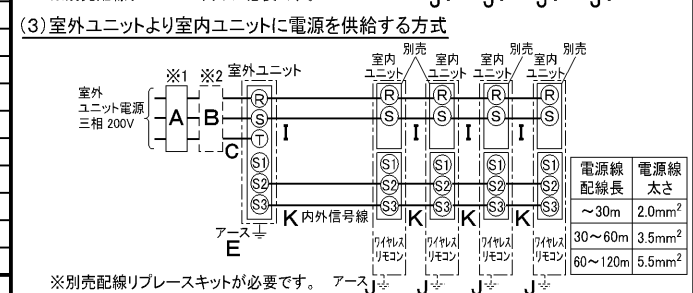 (3)室外ユニットより室内ユニットに電源を供給する方式
※1 ※2 室外ユニット
室内ユニット 別売 室内ユニット 室内ユニット 別売 室内ユニット 別売
室外
ユニット電源
三相 200V
A B C
R R R R R
S S S S S
T
I I I I
S1 S1 S1 S1 S1
S2 S2 S2 S2 S2
S3 S3 S3 S3 S3
K 内外信号線 K K K
アース
E
ワイヤレスリモコン ワイヤレスリモコン ワイヤレスリモコン ワイヤレスリモコン
電源線配線長 電源線太さ
～30m 2.0mm²
30～60m 3.5mm²
60～120m 5.5mm²
※別売配線リプレースキットが必要です。 アース J J J J